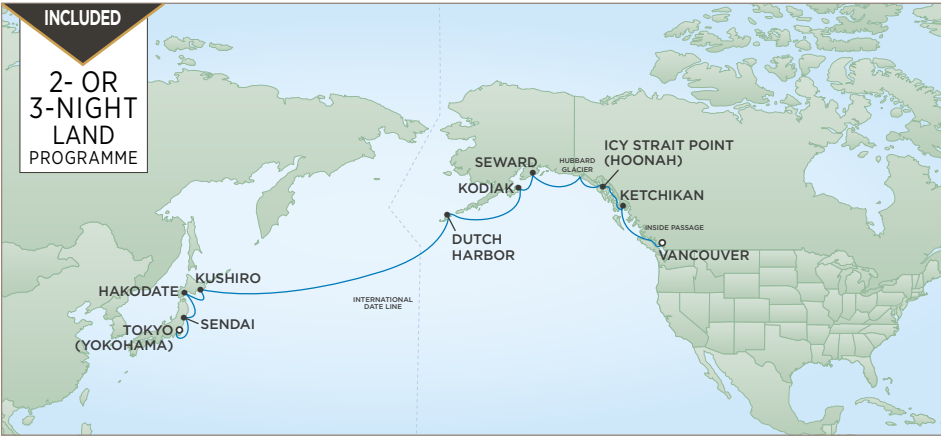 INCLUDED
2- OR
3-NIGHT
LAND
PROGRAMME
SEWARD
HUBBARD
GLACIER
ICY STRAIT POINT
(HOONAH)
KODIAK
KETCHIKAN
INSIDE PASSAGE
DUTCH
HARBOR
VANCOUVER
KUSHIRO
HAKODATE
INTERNATIONAL
DATE LINE
SENDAI
TOKYO
(YOKOHAMA)